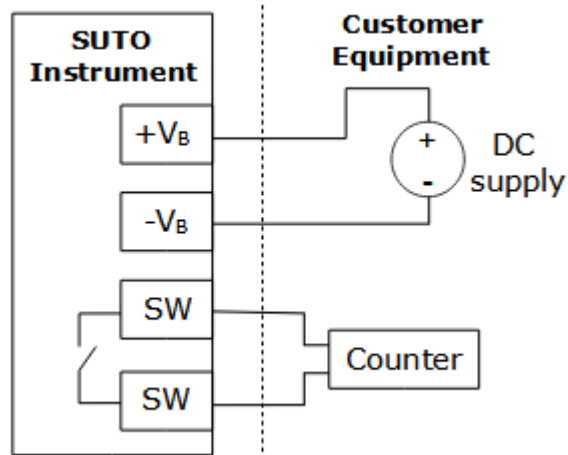 SUTO
Instrument
Customer
Equipment
+VB
-VB
SW
SW
+
-
DC
supply
Counter